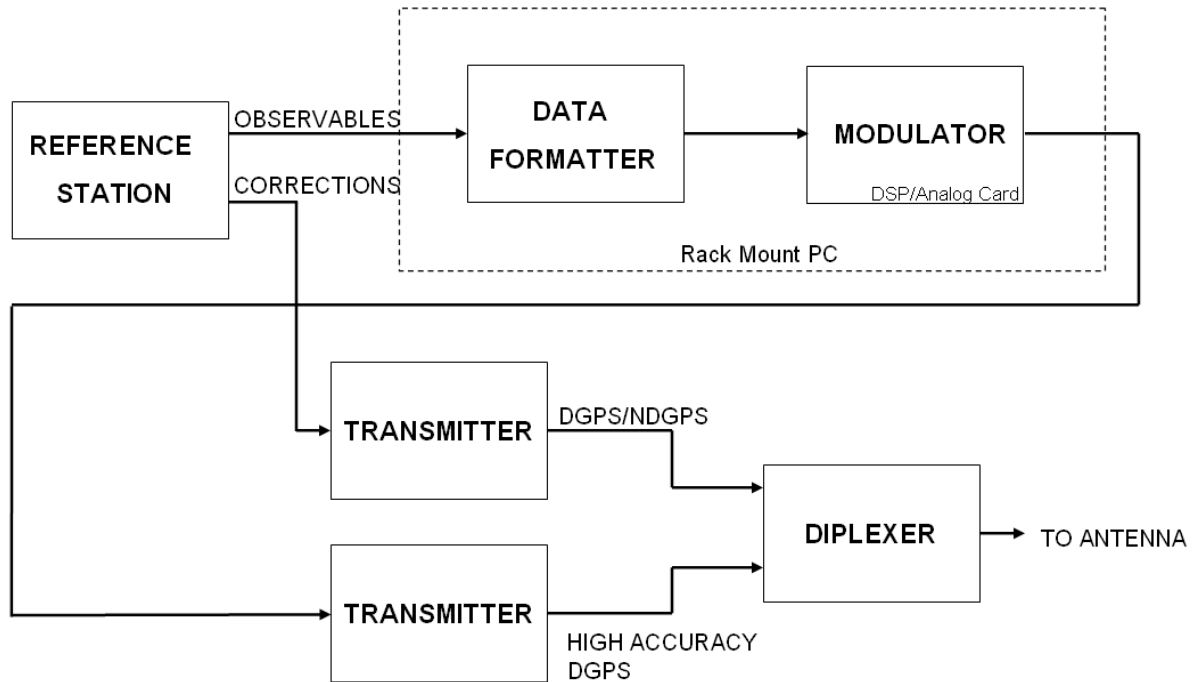 REFERENCE
STATION
OBSERVABLES
CORRECTIONS
DATA
FORMATTER
MODULATOR
DSP/Analog Card
Rack Mount PC
TRANSMITTER
DGPS/NDGPS
TRANSMITTER
HIGH ACCURACY
DGPS
DIPLEXER
TO ANTENNA